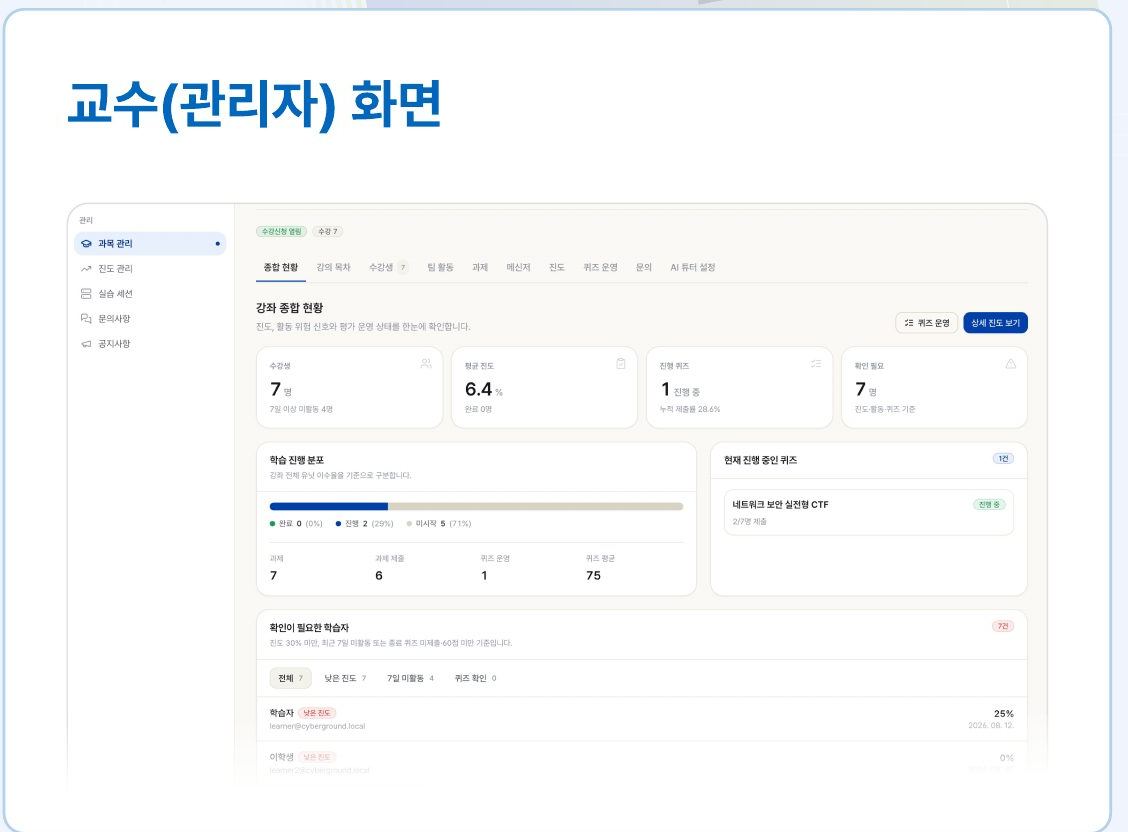 교수(관리자) 화면
관리
과목 관리
진도 관리
실습 세션
문의사항
공지사항
수강신청 열림 수강 7
종합 현황 강의 목차 수강생 7 팀 활동 과제 메신저 진도 퀴즈 운영 문의 AI 튜터 설정
강좌 종합 현황
진도, 활동 위험 신호와 평가 운영 상태를 한눈에 확인합니다.
퀴즈 운영 상세 진도 보기
수강생
7 명
7일 이상 미활동 4명
평균 진도
6.4 %
완료 0명
진행 퀴즈
1 진행 중
누적 제출률 28.6%
확인 필요
7 명
진도·활동·퀴즈 기준
학습 진행 분포
강좌 전체 유닛 이수율을 기준으로 구분합니다.
완료 0 (0%) 진행 2 (29%) 미시작 5 (71%)
과제 과제 제출 퀴즈 운영 퀴즈 평균
7 6 1 75
현재 진행 중인 퀴즈 1건
네트워크 보안 실전형 CTF 진행 중
2/7명 제출
확인이 필요한 학습자 7건
진도 30% 미만, 최근 7일 미활동 또는 종료 퀴즈 미제출·60점 미만 기준입니다.
전체 7 낮은 진도 7 7일 미활동 4 퀴즈 확인 0
학습자 낮은 진도 25%
learner@cyberground.local 2026. 08. 12.
이학생 낮은 진도 0%
learner2@cyberground.local